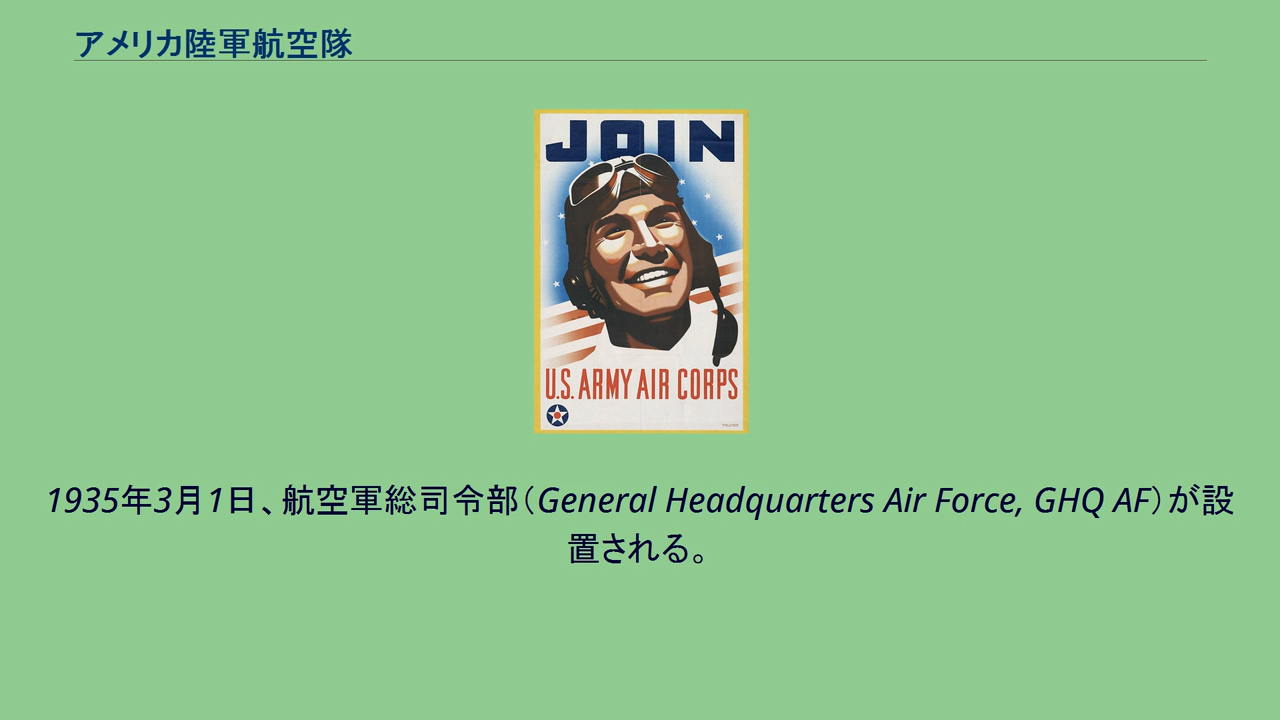 アメリカ陸軍航空隊
JOIN
U.S. ARMY AIR CORPS
1935年3月1日、航空軍総司令部（General Headquarters Air Force, GHQ AF）が設
置される。